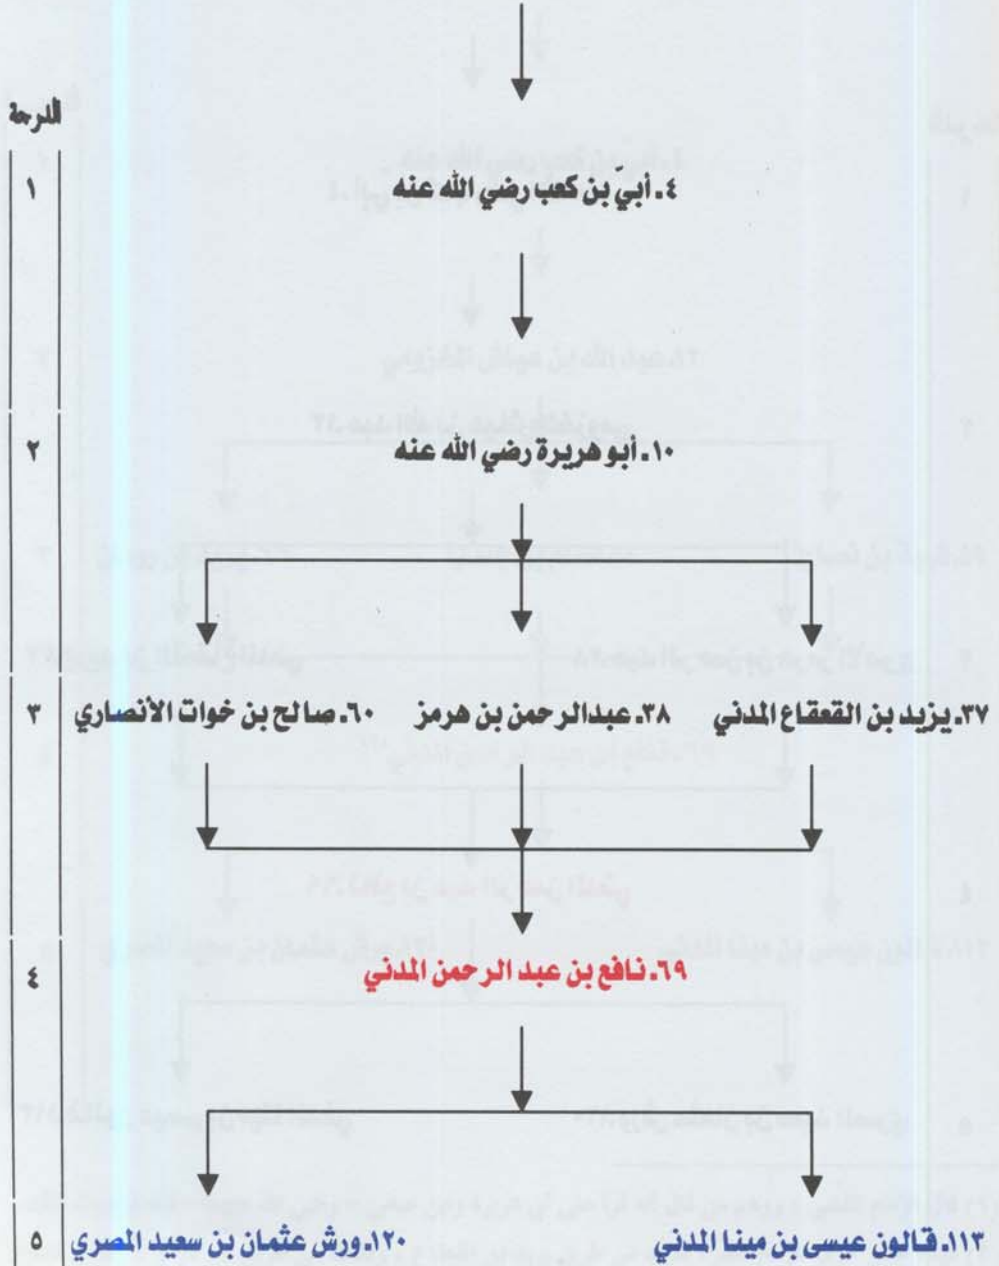 الدرجة
٤. أبي بن كعب رضي الله عنه ١
١٠. أبو هريرة رضي الله عنه ٢
٣٧. يزيد بن القعقاع المدني ٣٨. عبدالرحمن بن هرمز ٦٠. صالح بن خوات الأنصاري ٣
٦٩. نافع بن عبد الرحمن المدني ٤
١١٣. قالون عيسى بن مينا المدني ١٢٠. ورش عثمان بن سعيد المصري ٥